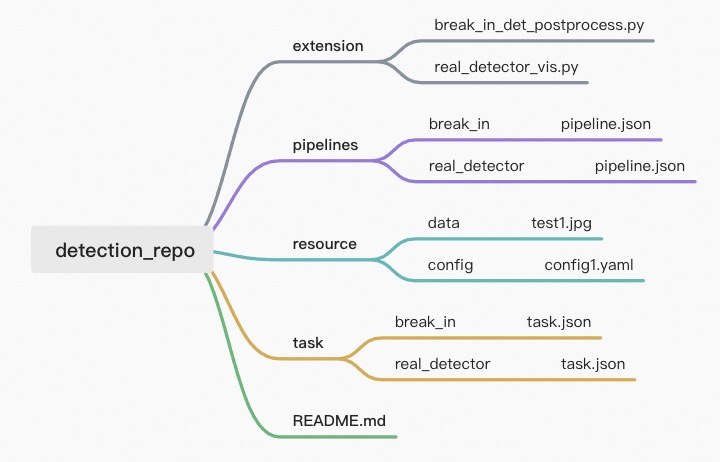 detection_repo
extension
break_in_det_postprocess.py
real_detector_vis.py
pipelines
break_in pipeline.json
real_detector pipeline.json
resource
data test1.jpg
config config1.yaml
task
break_in task.json
real_detector task.json
README.md